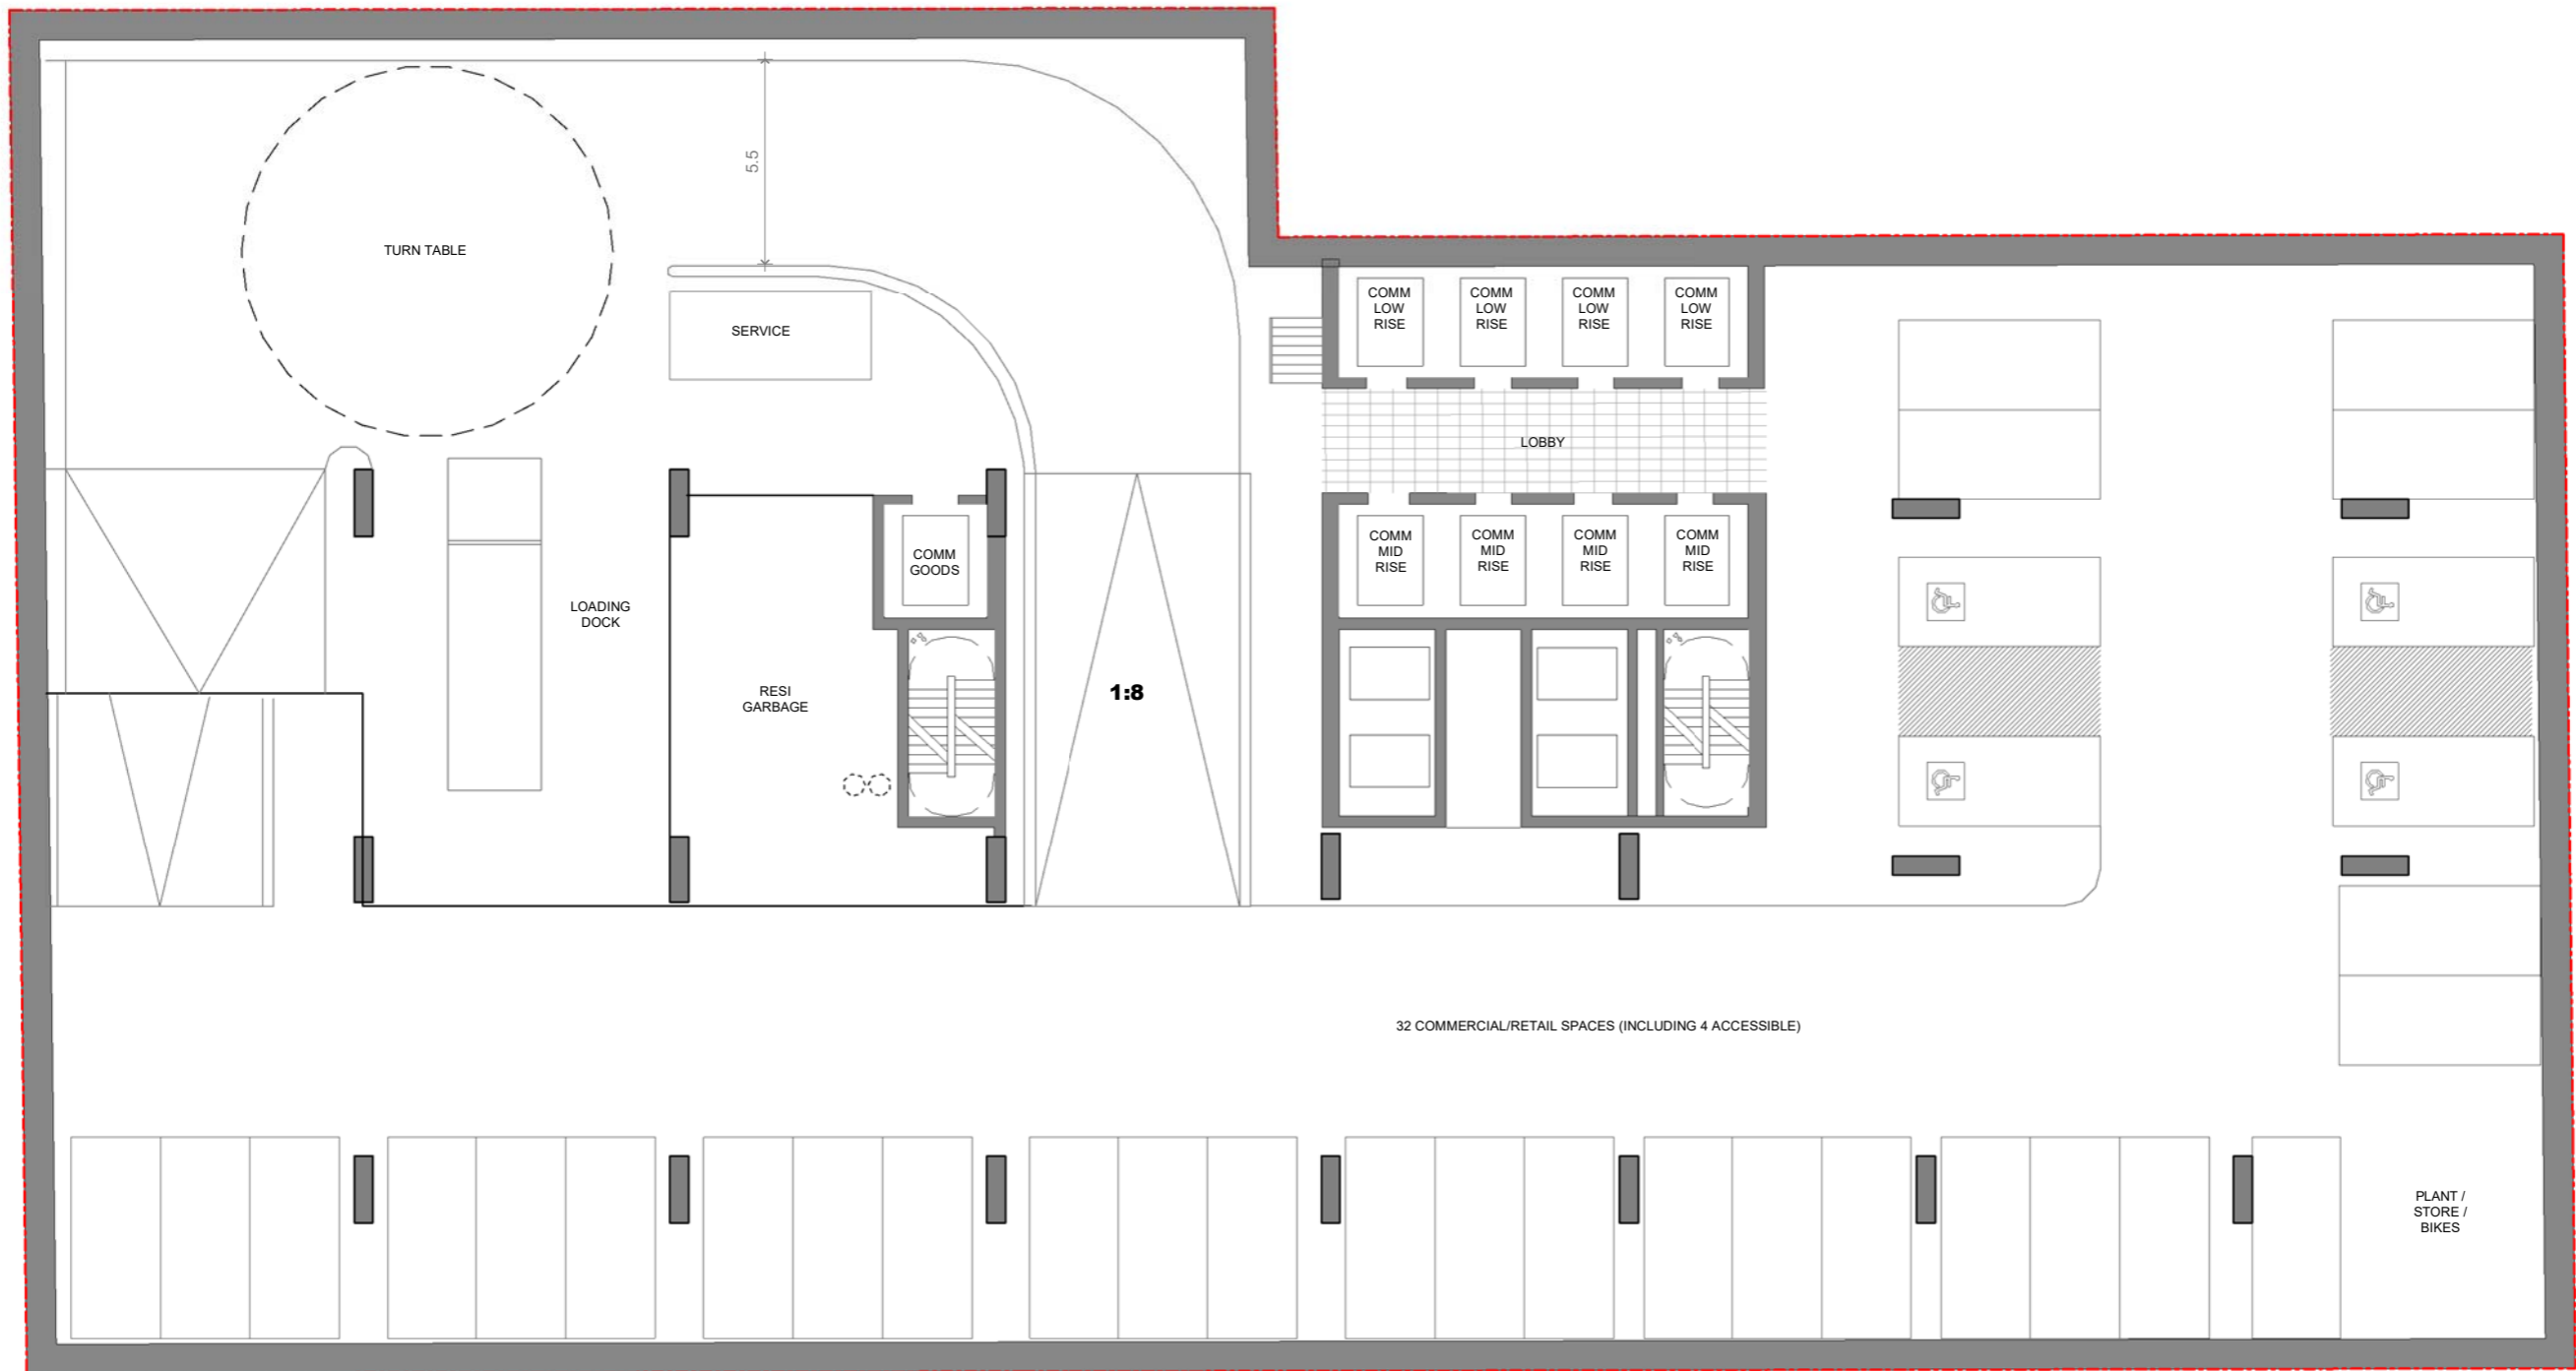 5.5
TURN TABLE
SERVICE
COMM
LOW
RISE
COMM
LOW
RISE
COMM
LOW
RISE
COMM
LOW
RISE
LOBBY
COMM
GOODS
COMM
MID
RISE
COMM
MID
RISE
COMM
MID
RISE
COMM
MID
RISE
LOADING
DOCK
RESI
GARBAGE
1:8
32 COMMERCIAL/RETAIL SPACES (INCLUDING 4 ACCESSIBLE)
PLANT /
STORE /
BIKES